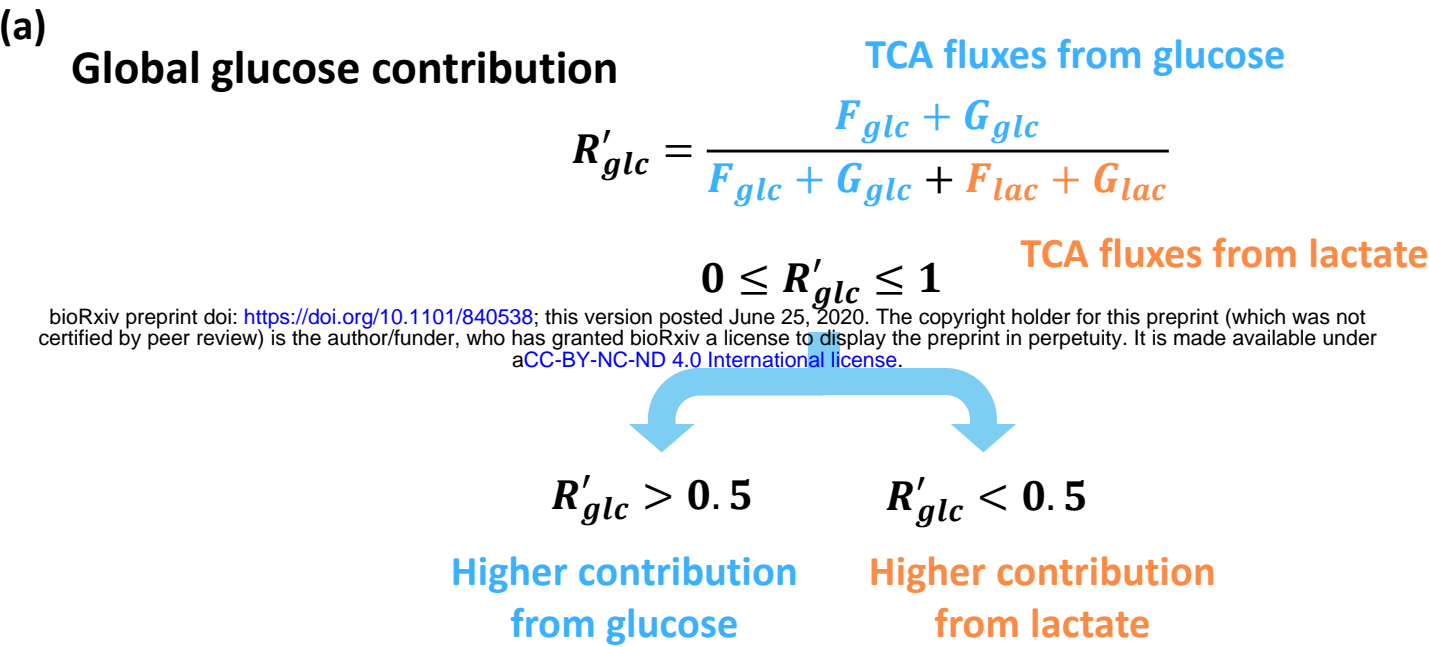 (a)
Global glucose contribution
TCA fluxes from glucose
R'glc = (Fglc + Gglc) / (Fglc + Gglc + Flac + Glac)
TCA fluxes from lactate
0 ≤ R'glc ≤ 1
bioRxiv preprint doi: https://doi.org/10.1101/840538; this version posted June 25, 2020. The copyright holder for this preprint (which was not
certified by peer review) is the author/funder, who has granted bioRxiv a license to display the preprint in perpetuity. It is made available under
aCC-BY-NC-ND 4.0 International license.
R'glc > 0.5
R'glc < 0.5
Higher contribution
from glucose
Higher contribution
from lactate